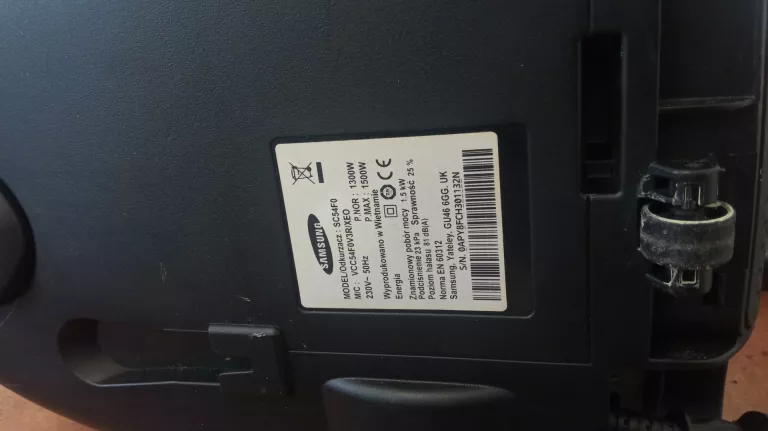 SAMSUNG
MODEL/Odkurzacz : SC54F0
M/C : VCC54F0V3R/XEO
230V~ 50Hz
P.NOR : 1300W
P.MAX : 1500W
Wyprodukowano w Wietnamie
Energia
Znamionowy pobór mocy 1.5 kW
Podciśnienie 23 kPa Sprawność 25 %
Poziom hałasu 81 dB(A)
Norma EN 60312
Samsung, Yateley, GU46 6GG. UK
S/N. 0APY8FCH301132N